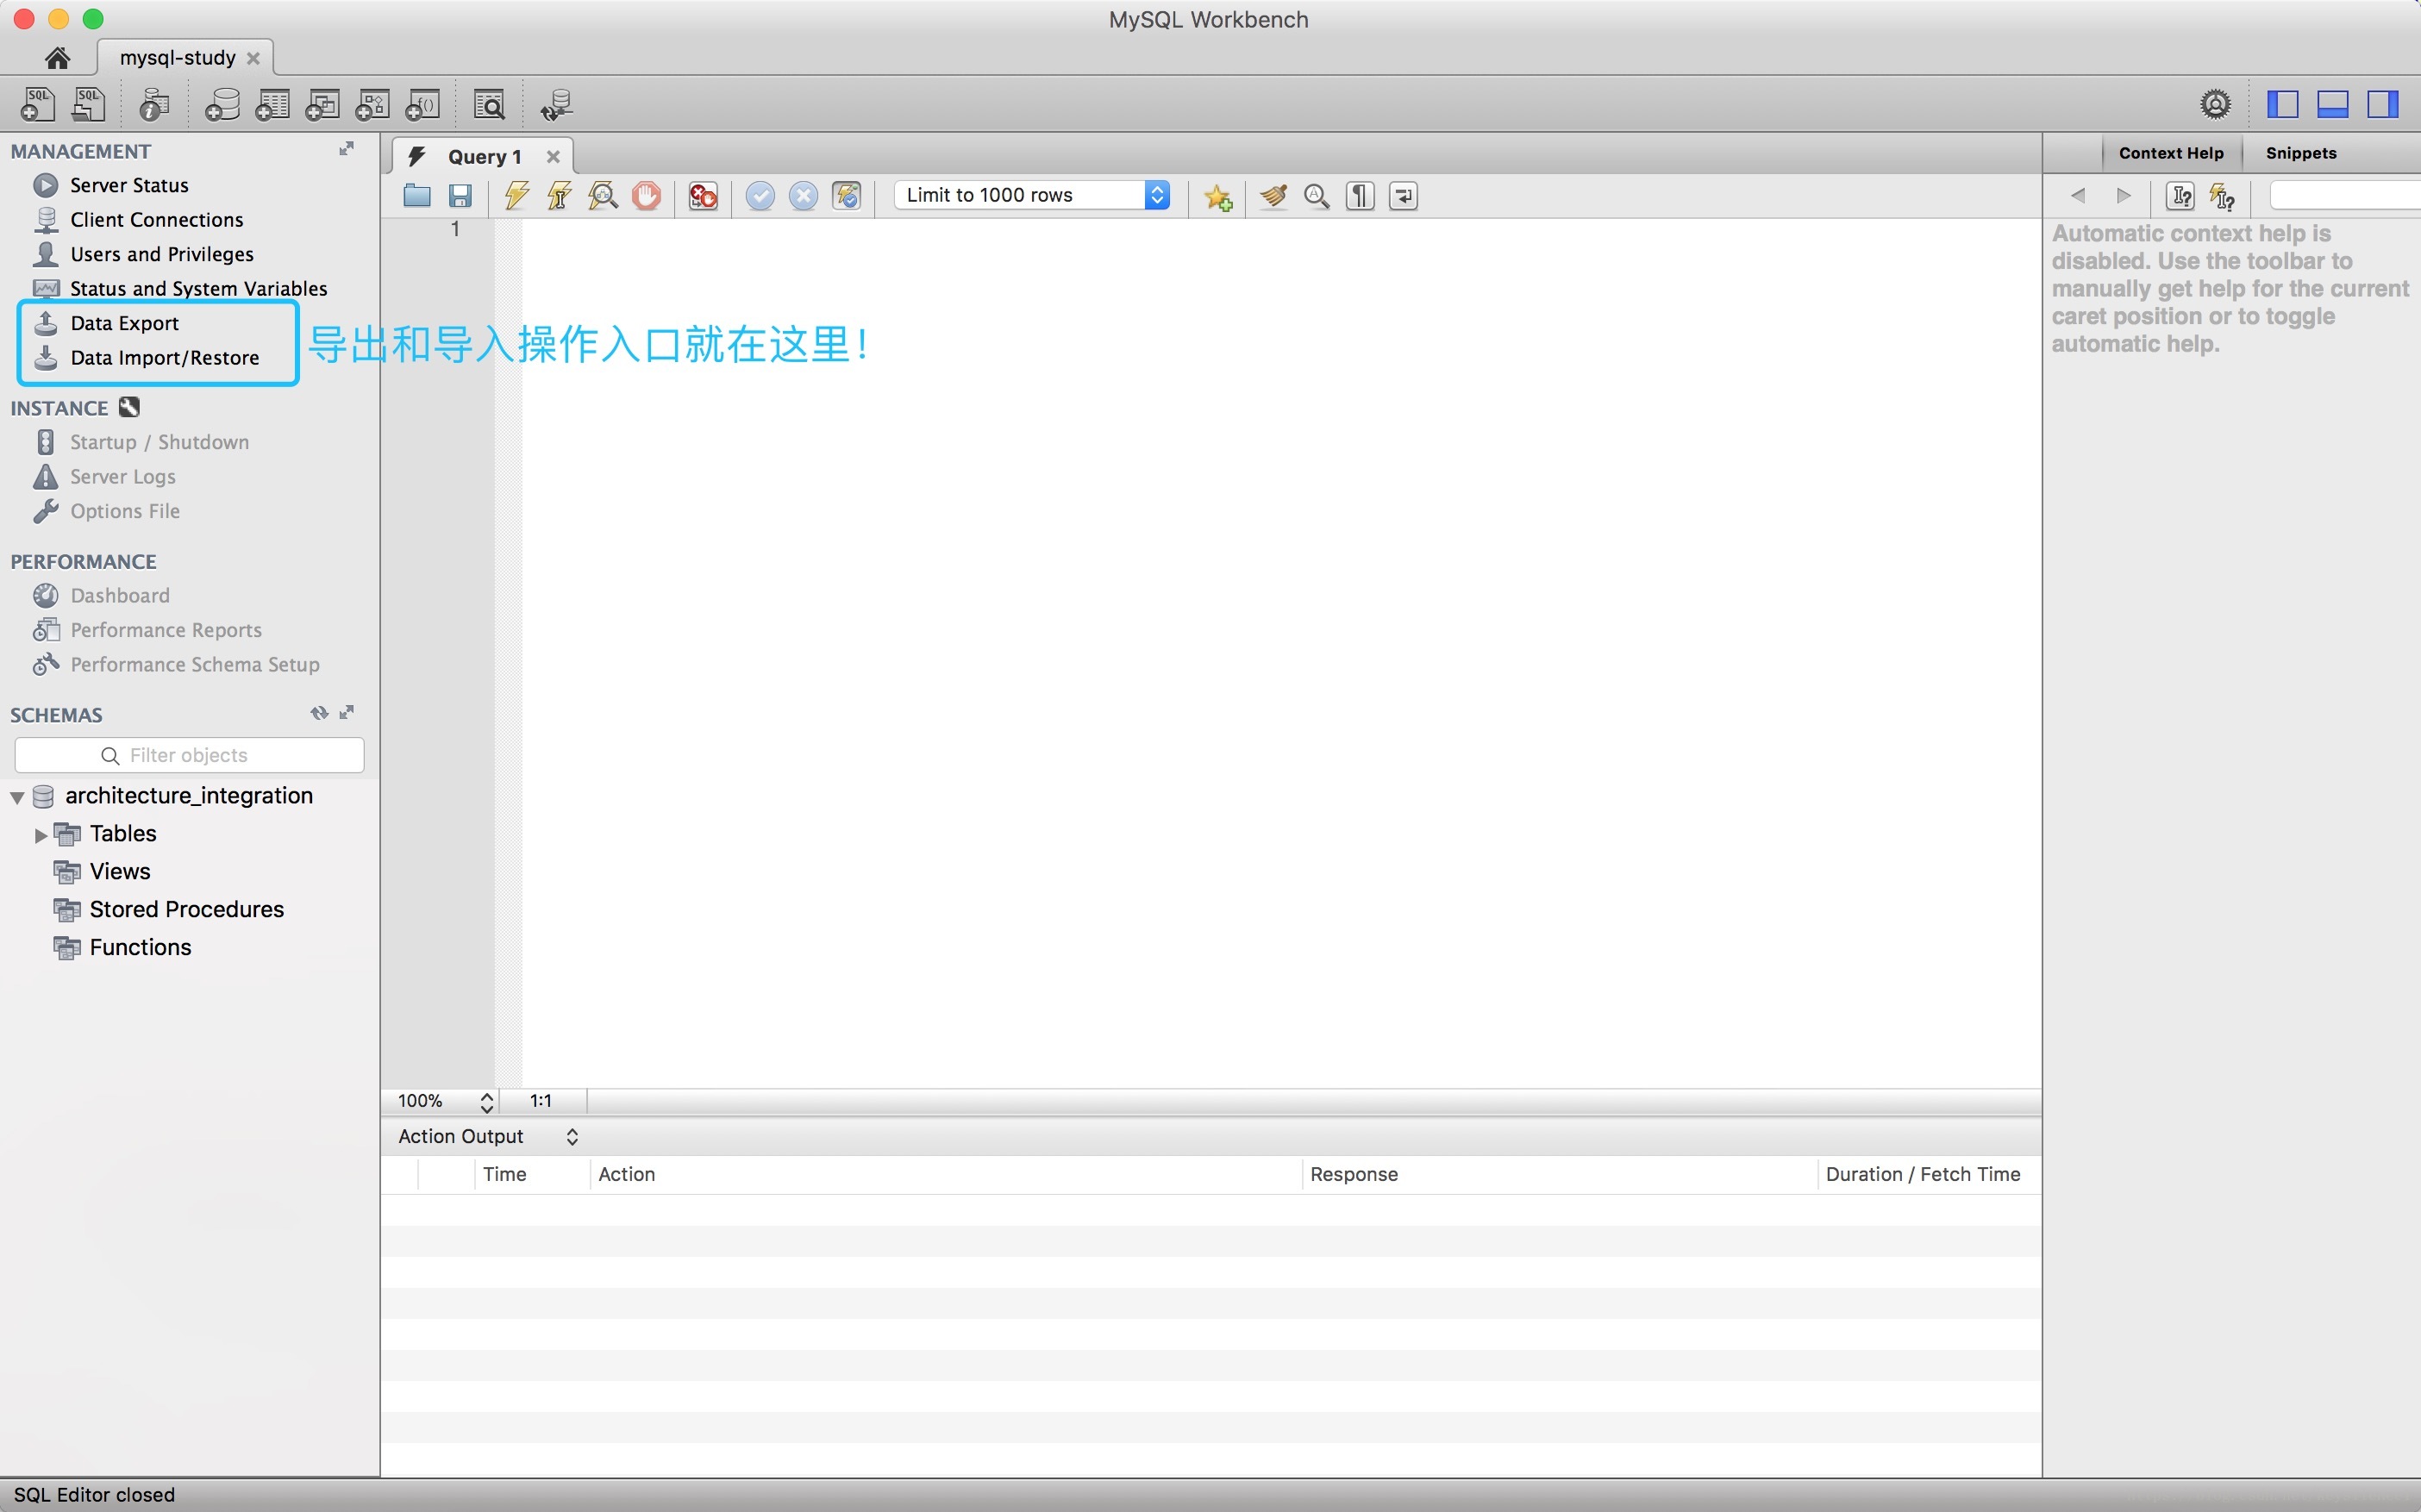 MySQL Workbench
mysql-study
SQL SQL
MANAGEMENT
Server Status
Client Connections
Users and Privileges
Status and System Variables
Data Export
Data Import/Restore
导出和导入操作入口就在这里！
INSTANCE
Startup / Shutdown
Server Logs
Options File
PERFORMANCE
Dashboard
Performance Reports
Performance Schema Setup
SCHEMAS
Filter objects
architecture_integration
Tables
Views
Stored Procedures
Functions
Query 1
Limit to 1000 rows
1
100% 1:1
Action Output
Time Action Response Duration / Fetch Time
Context Help Snippets
Automatic context help is
disabled. Use the toolbar to
manually get help for the current
caret position or to toggle
automatic help.
SQL Editor closed